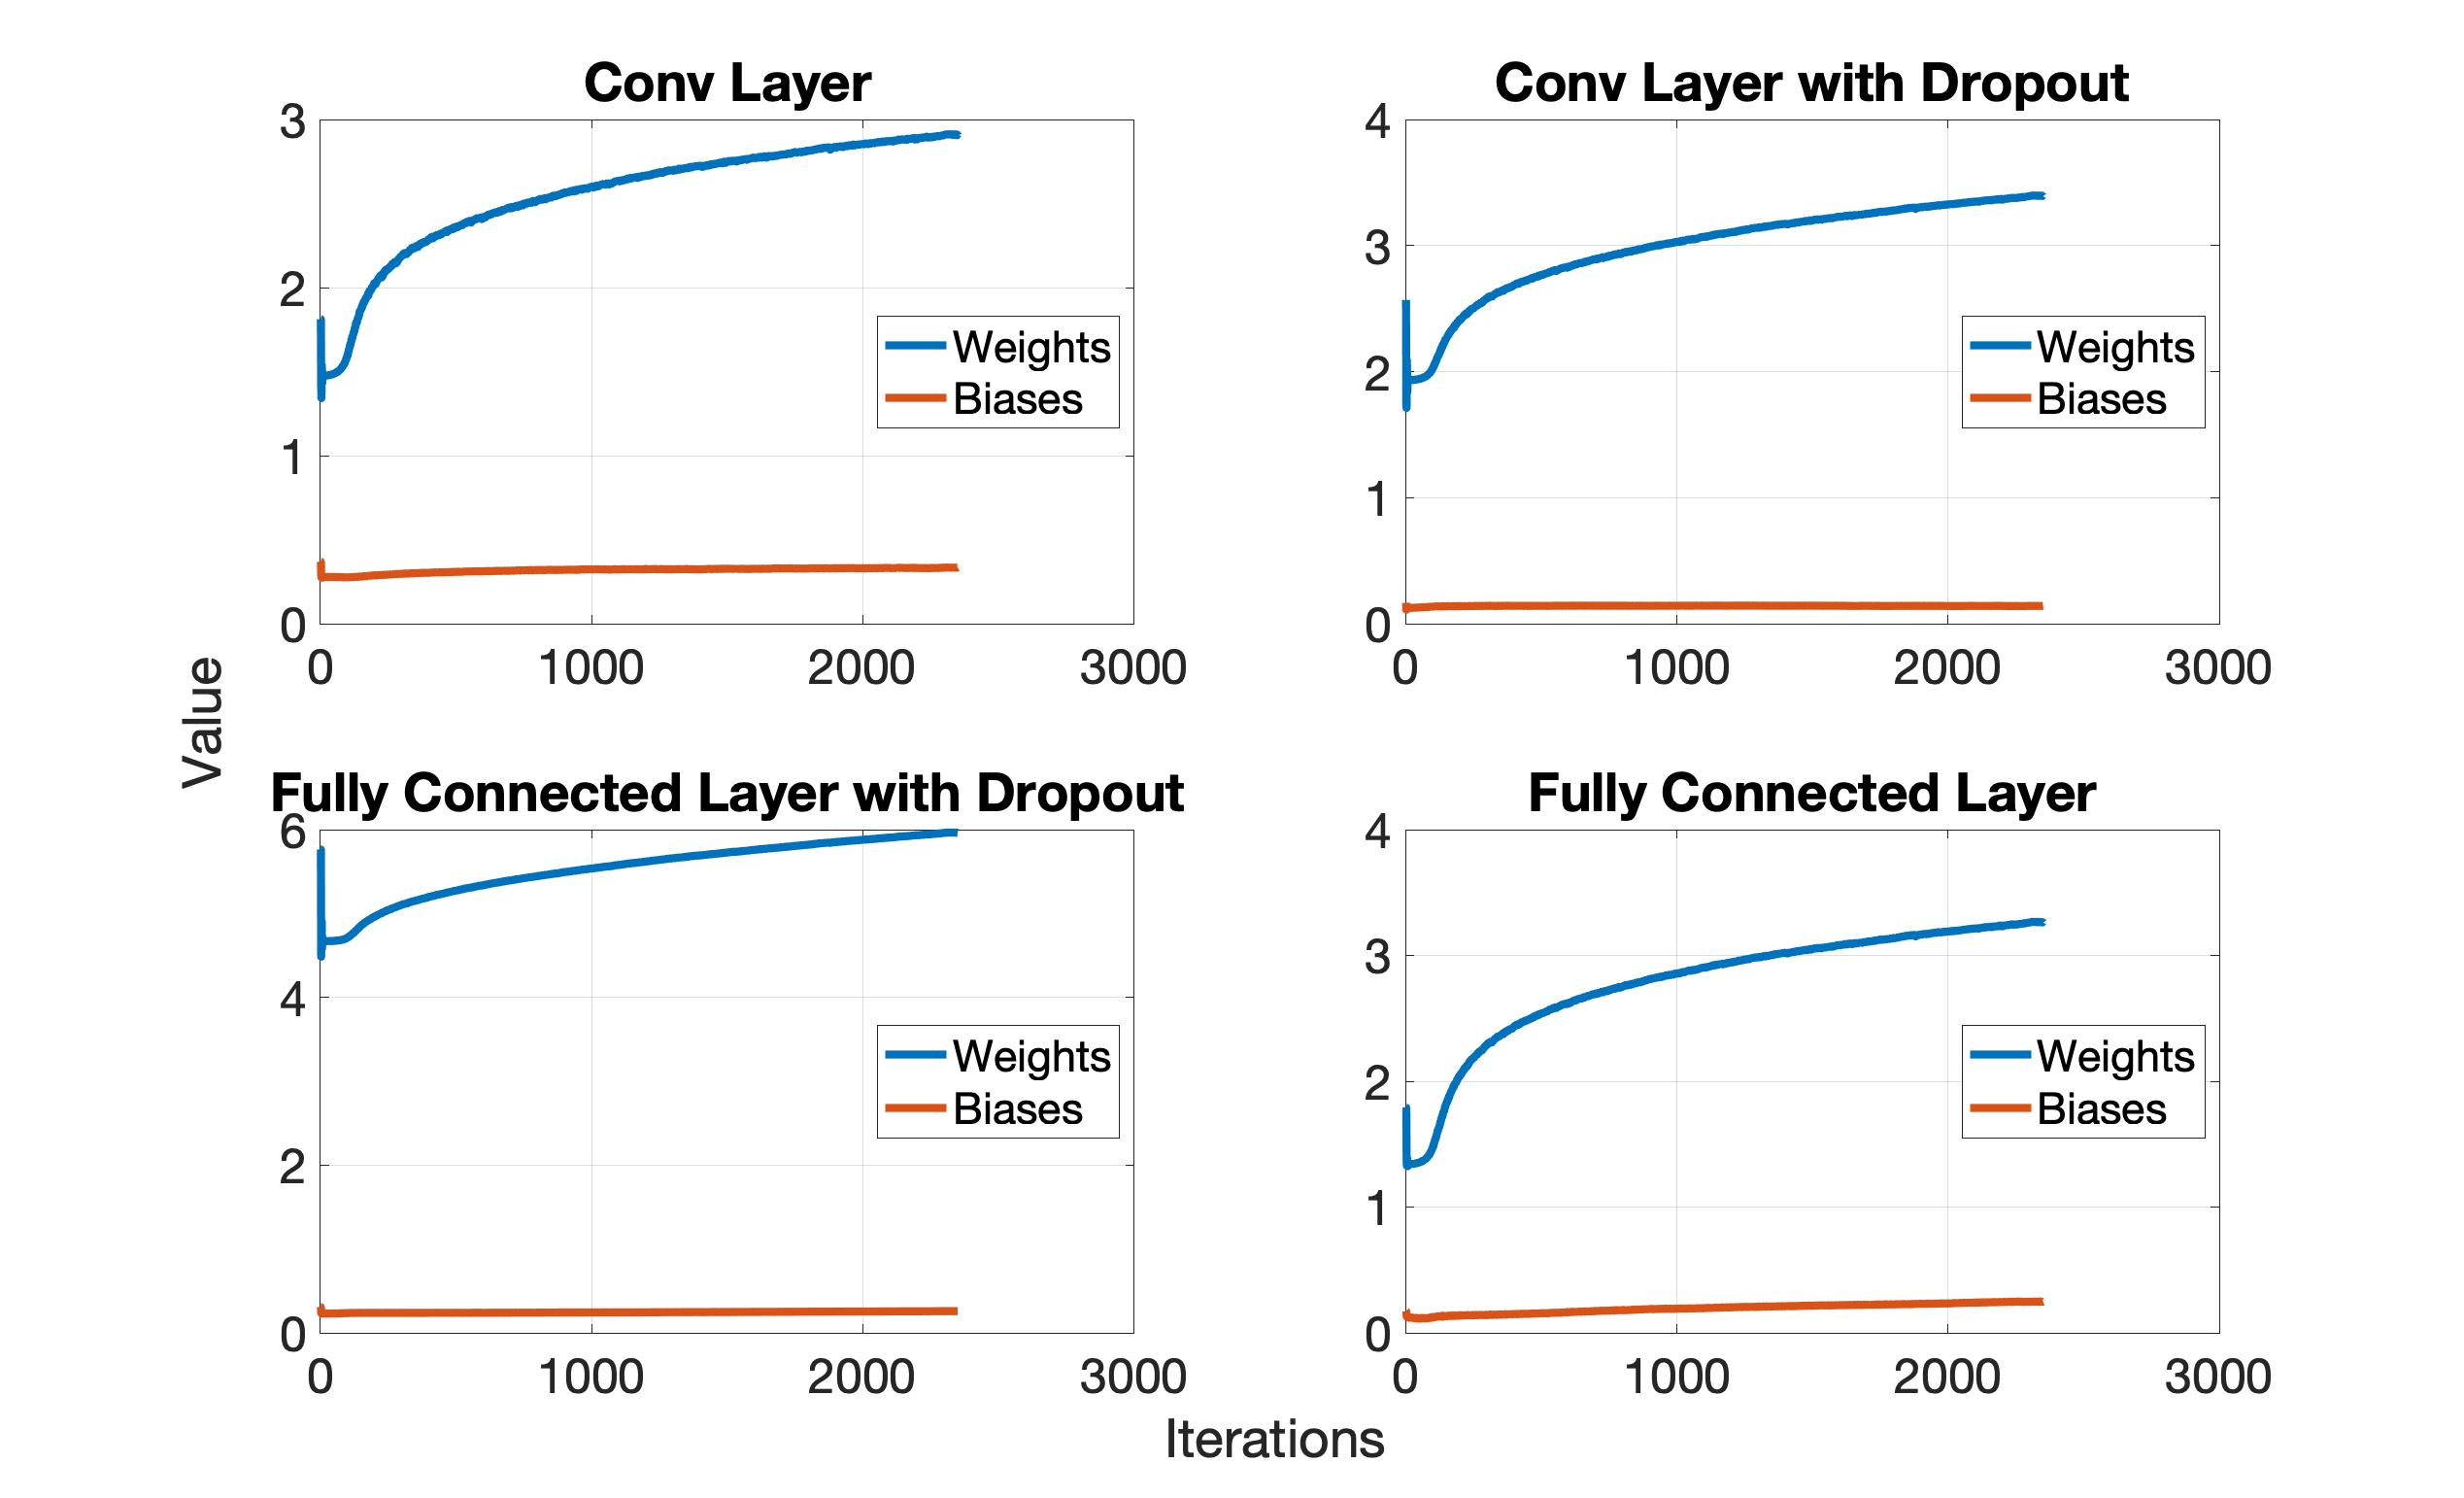 Conv Layer
3
2
1
0
0 1000 2000 3000
Weights
Biases
Conv Layer with Dropout
4
3
2
1
0
0 1000 2000 3000
Weights
Biases
Value
Fully Connected Layer with Dropout
6
4
2
0
0 1000 2000 3000
Weights
Biases
Fully Connected Layer
4
3
2
1
0
0 1000 2000 3000
Weights
Biases
Iterations